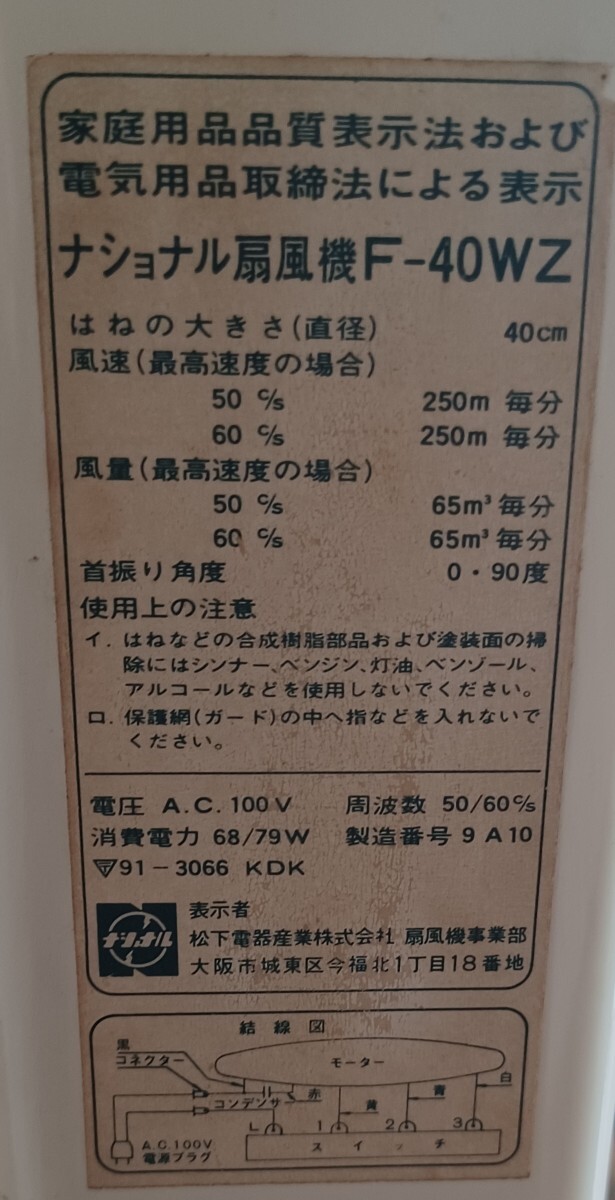 家庭用品品質表示法および
電気用品取締法による表示
ナショナル扇風機F-40WZ
はねの大きさ(直径) 40cm
風速(最高速度の場合)
50 c/s 250m 毎分
60 c/s 250m 毎分
風量(最高速度の場合)
50 c/s 65m³毎分
60 c/s 65m³毎分
首振り角度 0・90度
使用上の注意
イ. はねなどの合成樹脂部品および塗装面の掃
除にはシンナー、ベンジン、灯油、ベンゾール、
アルコールなどを使用しないでください。
ロ. 保護網(ガード)の中へ指などを入れないで
ください。
電圧 A.C. 100V 周波数 50/60c/s
消費電力 68/79W 製造番号 9A10
〒91-3066 KDK
表示者
ナショナル
松下電器産業株式会社 扇風機事業部
大阪市城東区今福北1丁目18番地
結線図
黒
コネクター
モーター
コンデンサ
赤
黄
青
白
L 1 2 3
スイッチ
A.C.100V
電源プラグ